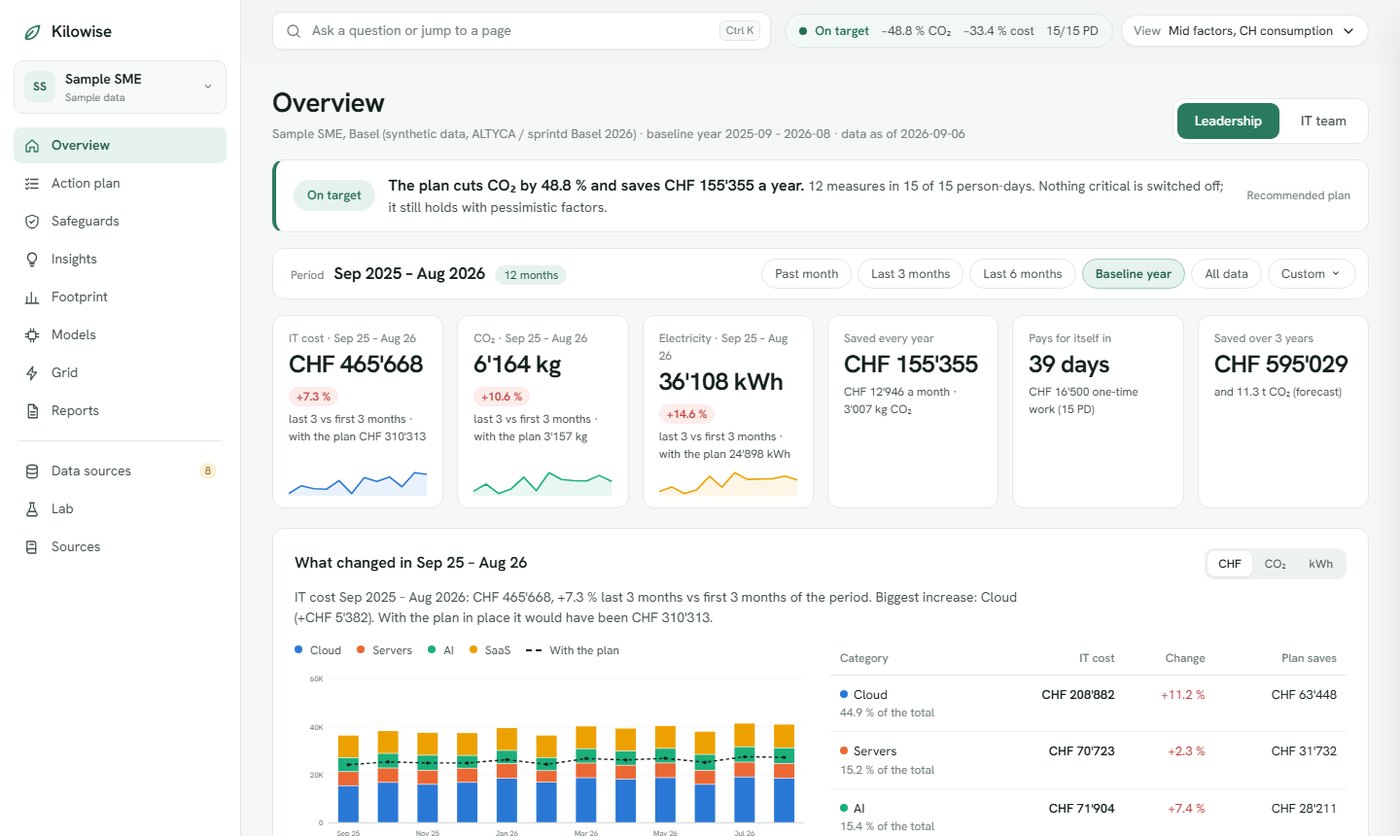 Kilowise
Ask a question or jump to a page
Ctrl K
On target −48.8 % CO₂ −33.4 % cost 15/15 PD
View Mid factors, CH consumption
SS
Sample SME
Sample data
Overview
Action plan
Safeguards
Insights
Footprint
Models
Grid
Reports
Data sources
8
Lab
Sources
Overview
Sample SME, Basel (synthetic data, ALTYCA / sprintd Basel 2026) · baseline year 2025-09 – 2026-08 · data as of 2026-09-06
Leadership
IT team
On target
The plan cuts CO₂ by 48.8 % and saves CHF 155'355 a year. 12 measures in 15 of 15 person-days. Nothing critical is switched off;
it still holds with pessimistic factors.
Recommended plan
Period Sep 2025 – Aug 2026 12 months
Past month
Last 3 months
Last 6 months
Baseline year
All data
Custom
IT cost · Sep 25 – Aug 26
CHF 465'668
+7.3 %
last 3 vs first 3 months ·
with the plan CHF 310'313
CO₂ · Sep 25 – Aug 26
6'164 kg
+10.6 %
last 3 vs first 3 months ·
with the plan 3'157 kg
Electricity · Sep 25 – Aug
26
36'108 kWh
+14.6 %
last 3 vs first 3 months ·
with the plan 24'898 kWh
Saved every year
CHF 155'355
CHF 12'946 a month ·
3'007 kg CO₂
Pays for itself in
39 days
CHF 16'500 one-time
work (15 PD)
Saved over 3 years
CHF 595'029
and 11.3 t CO₂ (forecast)
What changed in Sep 25 – Aug 26
CHF
CO₂
kWh
IT cost Sep 2025 – Aug 2026: CHF 465'668, +7.3 % last 3 months vs first 3 months of the period. Biggest increase: Cloud
(+CHF 5'382). With the plan in place it would have been CHF 310'313.
Cloud
Servers
AI
SaaS
With the plan
60K
40K
20K
0
Sep 25
Nov 25
Jan 26
Mar 26
May 26
Jul 26
Category IT cost Change Plan saves
Cloud CHF 208'882 +11.2 % CHF 63'448
44.9 % of the total
Servers CHF 70'723 +2.3 % CHF 31'732
15.2 % of the total
AI CHF 71'904 +7.4 % CHF 28'211
15.4 % of the total